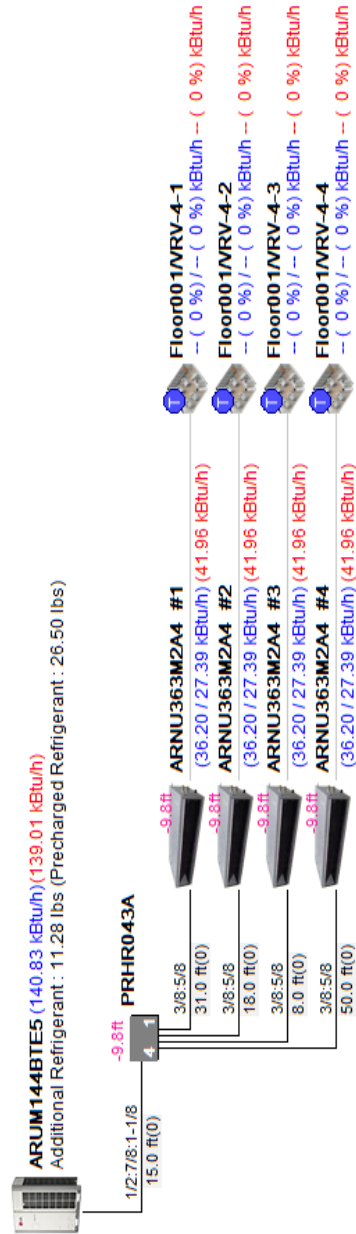 ARUM144BTE5 (140.83 kBtu/h)(139.01 kBtu/h)
Additional Refrigerant : 11.28 lbs (Precharged Refrigerant : 26.50 lbs)
1/2:7/8:1-1/8
15.0 ft(0)
-9.8ft
PRHR043A
4 1
3/8:5/8
31.0 ft(0)
-9.8ft
ARNU363M2A4 #1
(36.20 / 27.39 kBtu/h) (41.96 kBtu/h)
T
Floor001/VRV-4-1
-- ( 0 %) / -- ( 0 %) kBtu/h -- ( 0 %) kBtu/h
3/8:5/8
18.0 ft(0)
-9.8ft
ARNU363M2A4 #2
(36.20 / 27.39 kBtu/h) (41.96 kBtu/h)
T
Floor001/VRV-4-2
-- ( 0 %) / -- ( 0 %) kBtu/h -- ( 0 %) kBtu/h
3/8:5/8
8.0 ft(0)
-9.8ft
ARNU363M2A4 #3
(36.20 / 27.39 kBtu/h) (41.96 kBtu/h)
T
Floor001/VRV-4-3
-- ( 0 %) / -- ( 0 %) kBtu/h -- ( 0 %) kBtu/h
3/8:5/8
50.0 ft(0)
-9.8ft
ARNU363M2A4 #4
(36.20 / 27.39 kBtu/h) (41.96 kBtu/h)
T
Floor001/VRV-4-4
-- ( 0 %) / -- ( 0 %) kBtu/h -- ( 0 %) kBtu/h